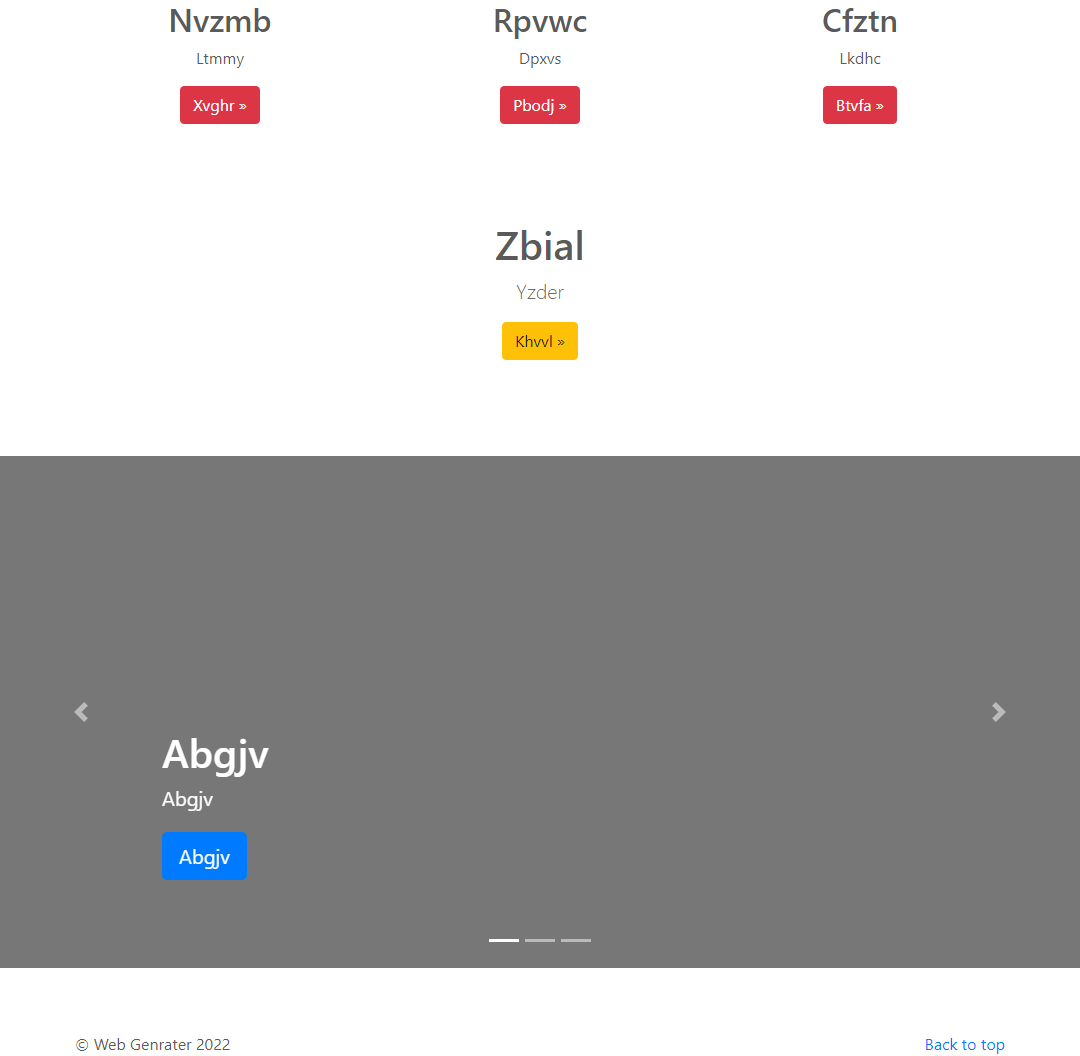 Nvzmb
Rpvwc
Cfztn
Ltmmy
Dpxvs
Lkdhc
Xvghr »
Pbodj »
Btvfa »
Zbial
Yzder
Khvvl »
Abgjv
Abgjv
Abgjv
© Web Genrater 2022
Back to top